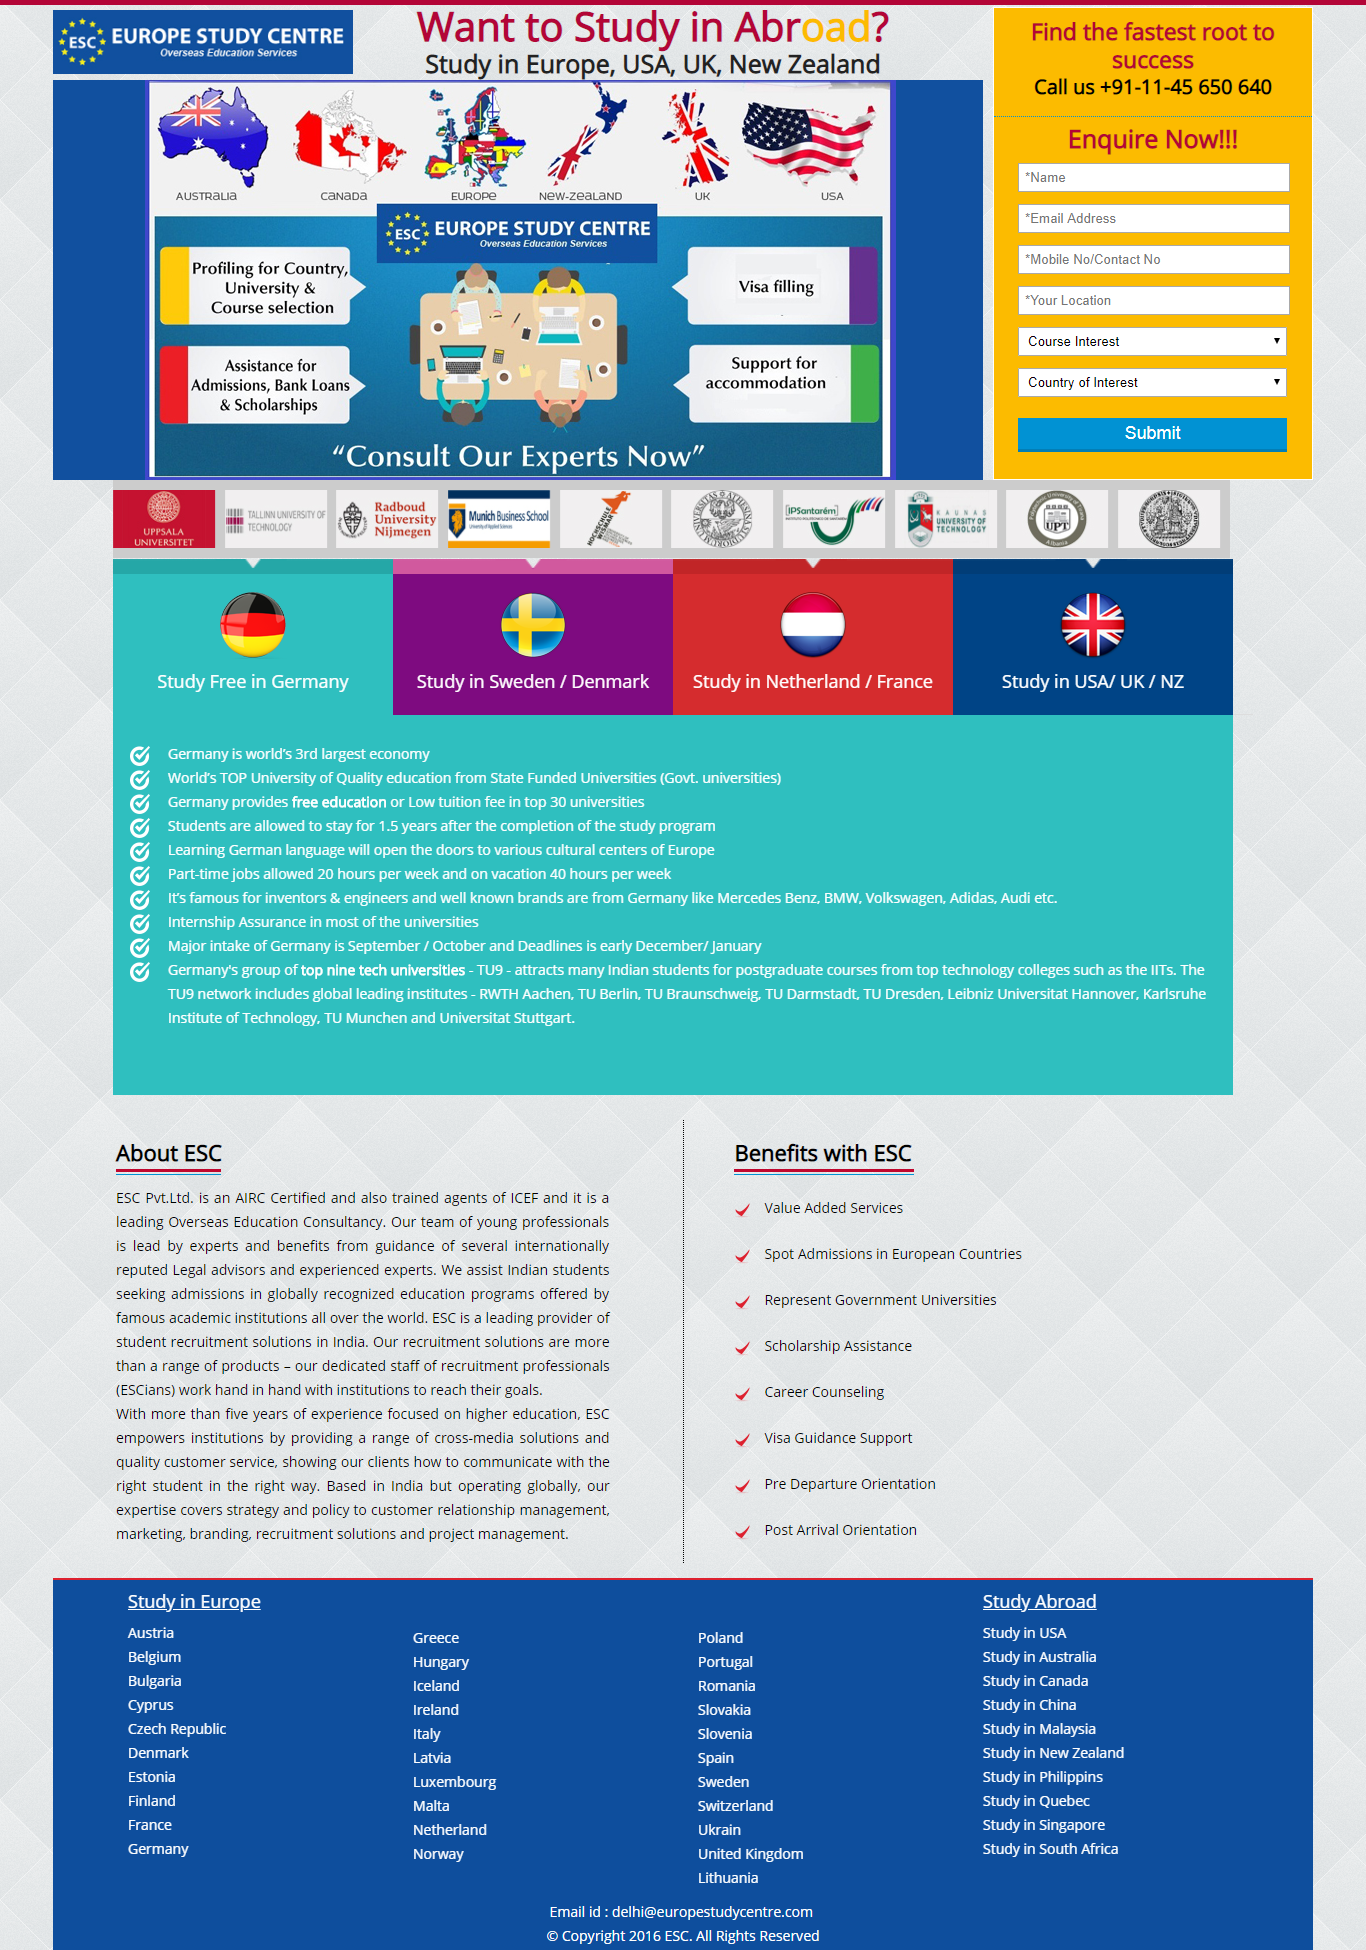 ESC EUROPE STUDY CENTRE
Overseas Education Services
Want to Study in Abroad?
Study in Europe, USA, UK, New Zealand
Find the fastest root to
success
Call us +91-11-45 650 640
Enquire Now!!!
*Name
*Email Address
*Mobile No/Contact No
*Your Location
Course Interest
Country of Interest
Submit
AUSTRALIA CANADA EUROPE NEW-ZEALAND UK USA
ESC EUROPE STUDY CENTRE
Overseas Education Services
Profiling for Country,
University &
Course selection
Visa filling
Assistance for
Admissions, Bank Loans
& Scholarships
Support for
accommodation
“Consult Our Experts Now”
UPPSALA
UNIVERSITET
TALLINN UNIVERSITY OF
TECHNOLOGY
Radboud
University
Nijmegen
Munich Business School
University of Applied Sciences
HOCHSCHULE
WISMAR
[IPSantarém]
KAUNAS
UNIVERSITY OF
TECHNOLOGY
Study Free in Germany
Study in Sweden / Denmark
Study in Netherland / France
Study in USA/ UK / NZ
Germany is world’s 3rd largest economy
World’s TOP University of Quality education from State Funded Universities (Govt. universities)
Germany provides free education or Low tuition fee in top 30 universities
Students are allowed to stay for 1.5 years after the completion of the study program
Learning German language will open the doors to various cultural centers of Europe
Part-time jobs allowed 20 hours per week and on vacation 40 hours per week
It’s famous for inventors & engineers and well known brands are from Germany like Mercedes Benz, BMW, Volkswagen, Adidas, Audi etc.
Internship Assurance in most of the universities
Major intake of Germany is September / October and Deadlines is early December/ January
Germany's group of top nine tech universities - TU9 - attracts many Indian students for postgraduate courses from top technology colleges such as the IITs. The
TU9 network includes global leading institutes - RWTH Aachen, TU Berlin, TU Braunschweig, TU Darmstadt, TU Dresden, Leibniz Universitat Hannover, Karlsruhe
Institute of Technology, TU Munchen and Universitat Stuttgart.
About ESC
ESC Pvt.Ltd. is an AIRC Certified and also trained agents of ICEF and it is a
leading Overseas Education Consultancy. Our team of young professionals
is lead by experts and benefits from guidance of several internationally
reputed Legal advisors and experienced experts. We assist Indian students
seeking admissions in globally recognized education programs offered by
famous academic institutions all over the world. ESC is a leading provider of
student recruitment solutions in India. Our recruitment solutions are more
than a range of products – our dedicated staff of recruitment professionals
(ESCians) work hand in hand with institutions to reach their goals.
With more than five years of experience focused on higher education, ESC
empowers institutions by providing a range of cross-media solutions and
quality customer service, showing our clients how to communicate with the
right student in the right way. Based in India but operating globally, our
expertise covers strategy and policy to customer relationship management,
marketing, branding, recruitment solutions and project management.
Benefits with ESC
Value Added Services
Spot Admissions in European Countries
Represent Government Universities
Scholarship Assistance
Career Counseling
Visa Guidance Support
Pre Departure Orientation
Post Arrival Orientation
Study in Europe
Austria
Belgium
Bulgaria
Cyprus
Czech Republic
Denmark
Estonia
Finland
France
Germany
Greece
Hungary
Iceland
Ireland
Italy
Latvia
Luxembourg
Malta
Netherland
Norway
Poland
Portugal
Romania
Slovakia
Slovenia
Spain
Sweden
Switzerland
Ukrain
United Kingdom
Lithuania
Study Abroad
Study in USA
Study in Australia
Study in Canada
Study in China
Study in Malaysia
Study in New Zealand
Study in Philippins
Study in Quebec
Study in Singapore
Study in South Africa
Email id : delhi@europestudycentre.com
© Copyright 2016 ESC. All Rights Reserved